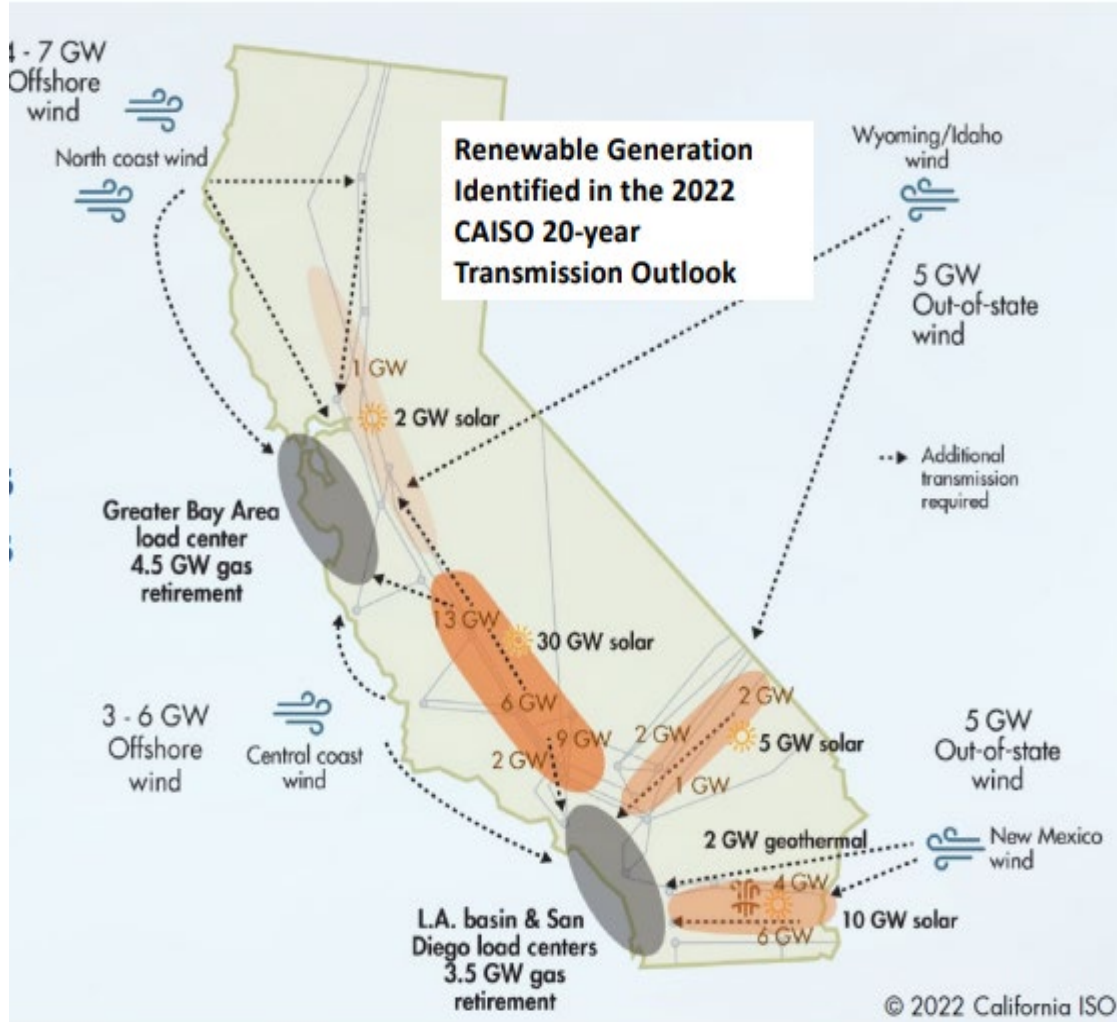 4 - 7 GW
Offshore
wind
North coast wind
Renewable Generation
Identified in the 2022
CAISO 20-year
Transmission Outlook
Wyoming/Idaho
wind
5 GW
Out-of-state
wind
1 GW
2 GW solar
Additional
transmission
required
Greater Bay Area
load center
4.5 GW gas
retirement
13 GW
30 GW solar
6 GW
9 GW
2 GW
3 - 6 GW
Offshore
wind
Central coast
wind
2 GW
2 GW
5 GW solar
1 GW
5 GW
Out-of-state
wind
2 GW geothermal
New Mexico
wind
4 GW
10 GW solar
6 GW
L.A. basin & San
Diego load centers
3.5 GW gas
retirement
© 2022 California ISO